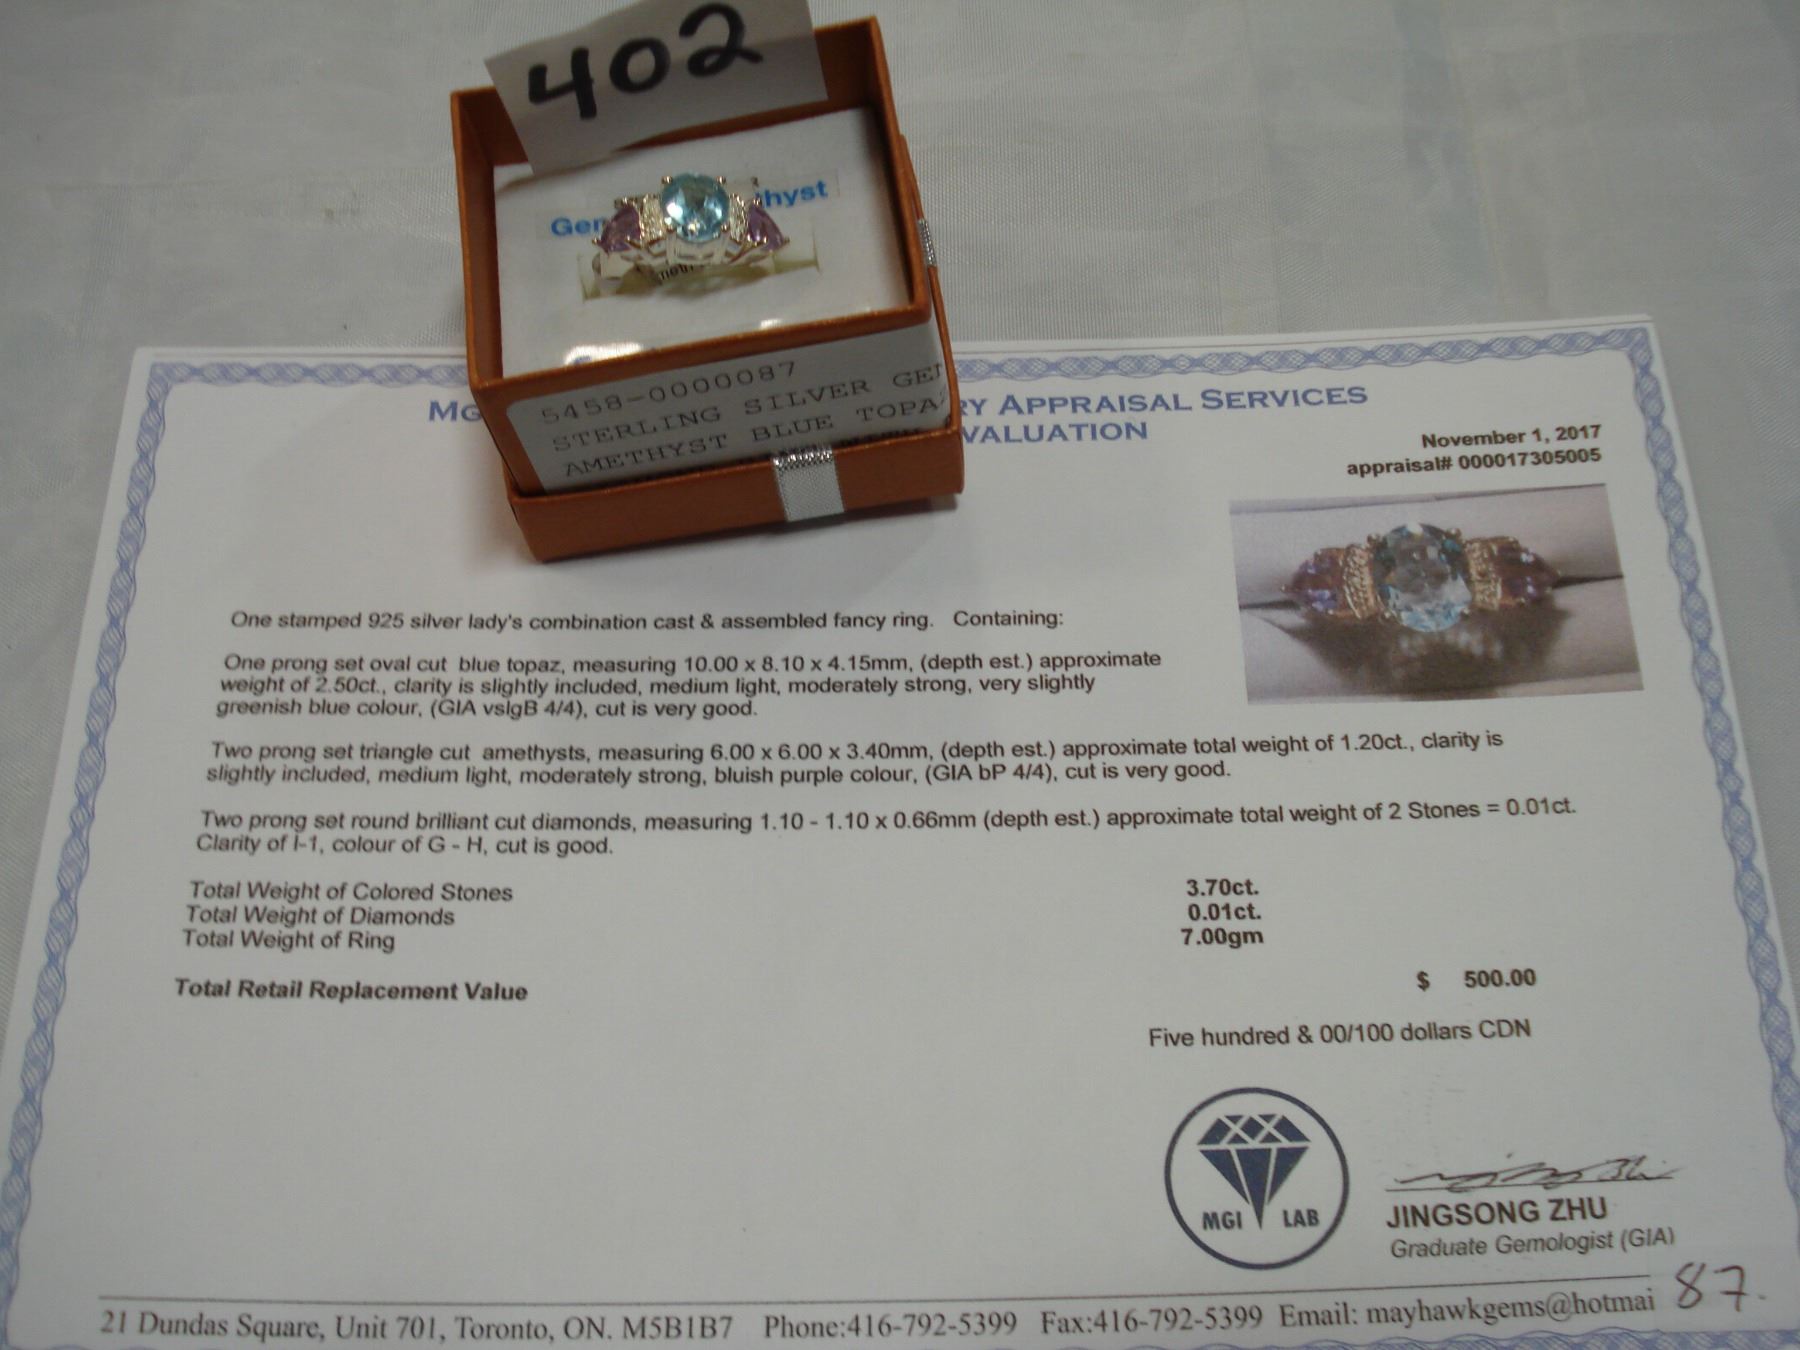 402
hyst
5458-0000087
STERLING SILVER GE
AMETHYST BLUE TOPA
RY APPRAISAL SERVICES
VALUATION
November 1, 2017
appraisal# 000017305005
One stamped 925 silver lady's combination cast & assembled fancy ring. Containing:
One prong set oval cut blue topaz, measuring 10.00 x 8.10 x 4.15mm, (depth est.) approximate
weight of 2.50ct., clarity is slightly included, medium light, moderately strong, very slightly
greenish blue colour, (GIA vslgB 4/4), cut is very good.
Two prong set triangle cut amethysts, measuring 6.00 x 6.00 x 3.40mm, (depth est.) approximate total weight of 1.20ct., clarity is
slightly included, medium light, moderately strong, bluish purple colour, (GIA bP 4/4), cut is very good.
Two prong set round brilliant cut diamonds, measuring 1.10 - 1.10 x 0.66mm (depth est.) approximate total weight of 2 Stones = 0.01ct.
Clarity of I-1, colour of G - H, cut is good.
Total Weight of Colored Stones 3.70ct.
Total Weight of Diamonds 0.01ct.
Total Weight of Ring 7.00gm
Total Retail Replacement Value $ 500.00
Five hundred & 00/100 dollars CDN
MGI LAB
JINGSONG ZHU
Graduate Gemologist (GIA)
87.
21 Dundas Square, Unit 701, Toronto, ON. M5B1B7 Phone:416-792-5399 Fax:416-792-5399 Email: mayhawkgems@hotmai